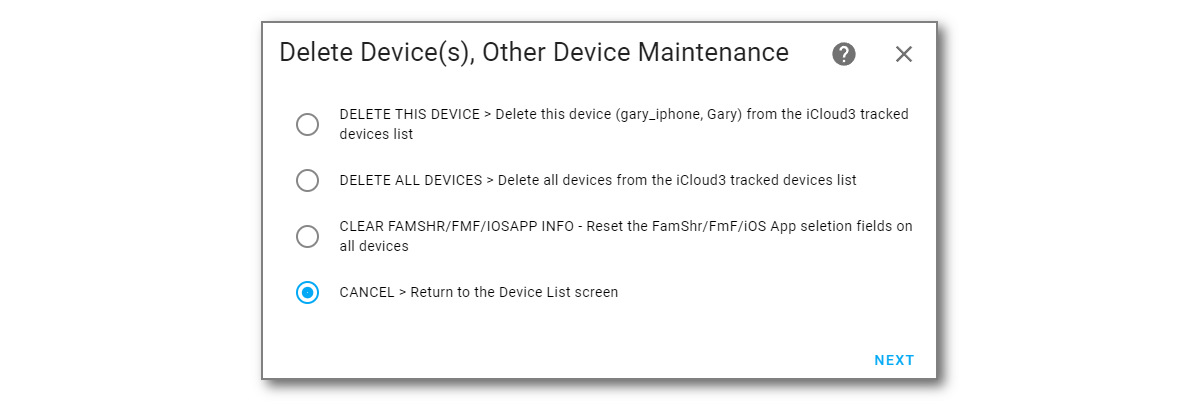 Delete Device(s), Other Device Maintenance
DELETE THIS DEVICE > Delete this device (gary_iphone, Gary) from the iCloud3 tracked
devices list
DELETE ALL DEVICES > Delete all devices from the iCloud3 tracked devices list
CLEAR FAMSHR/FMF/IOSAPP INFO - Reset the FamShr/FmF/iOS App seletion fields on
all devices
CANCEL > Return to the Device List screen
NEXT